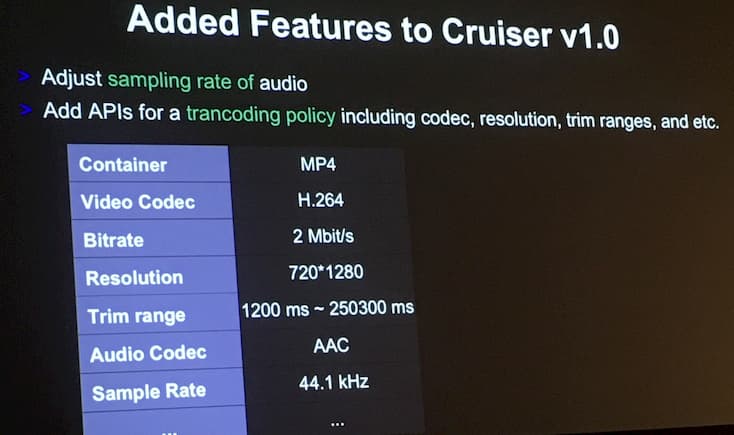 Added Features to Cruiser v1.0
> Adjust sampling rate of audio
> Add APIs for a trancoding policy including codec, resolution, trim ranges, and etc.
Container MP4
Video Codec H.264
Bitrate 2 Mbit/s
Resolution 720*1280
Trim range 1200 ms ~ 250300 ms
Audio Codec AAC
Sample Rate 44.1 kHz
... ...